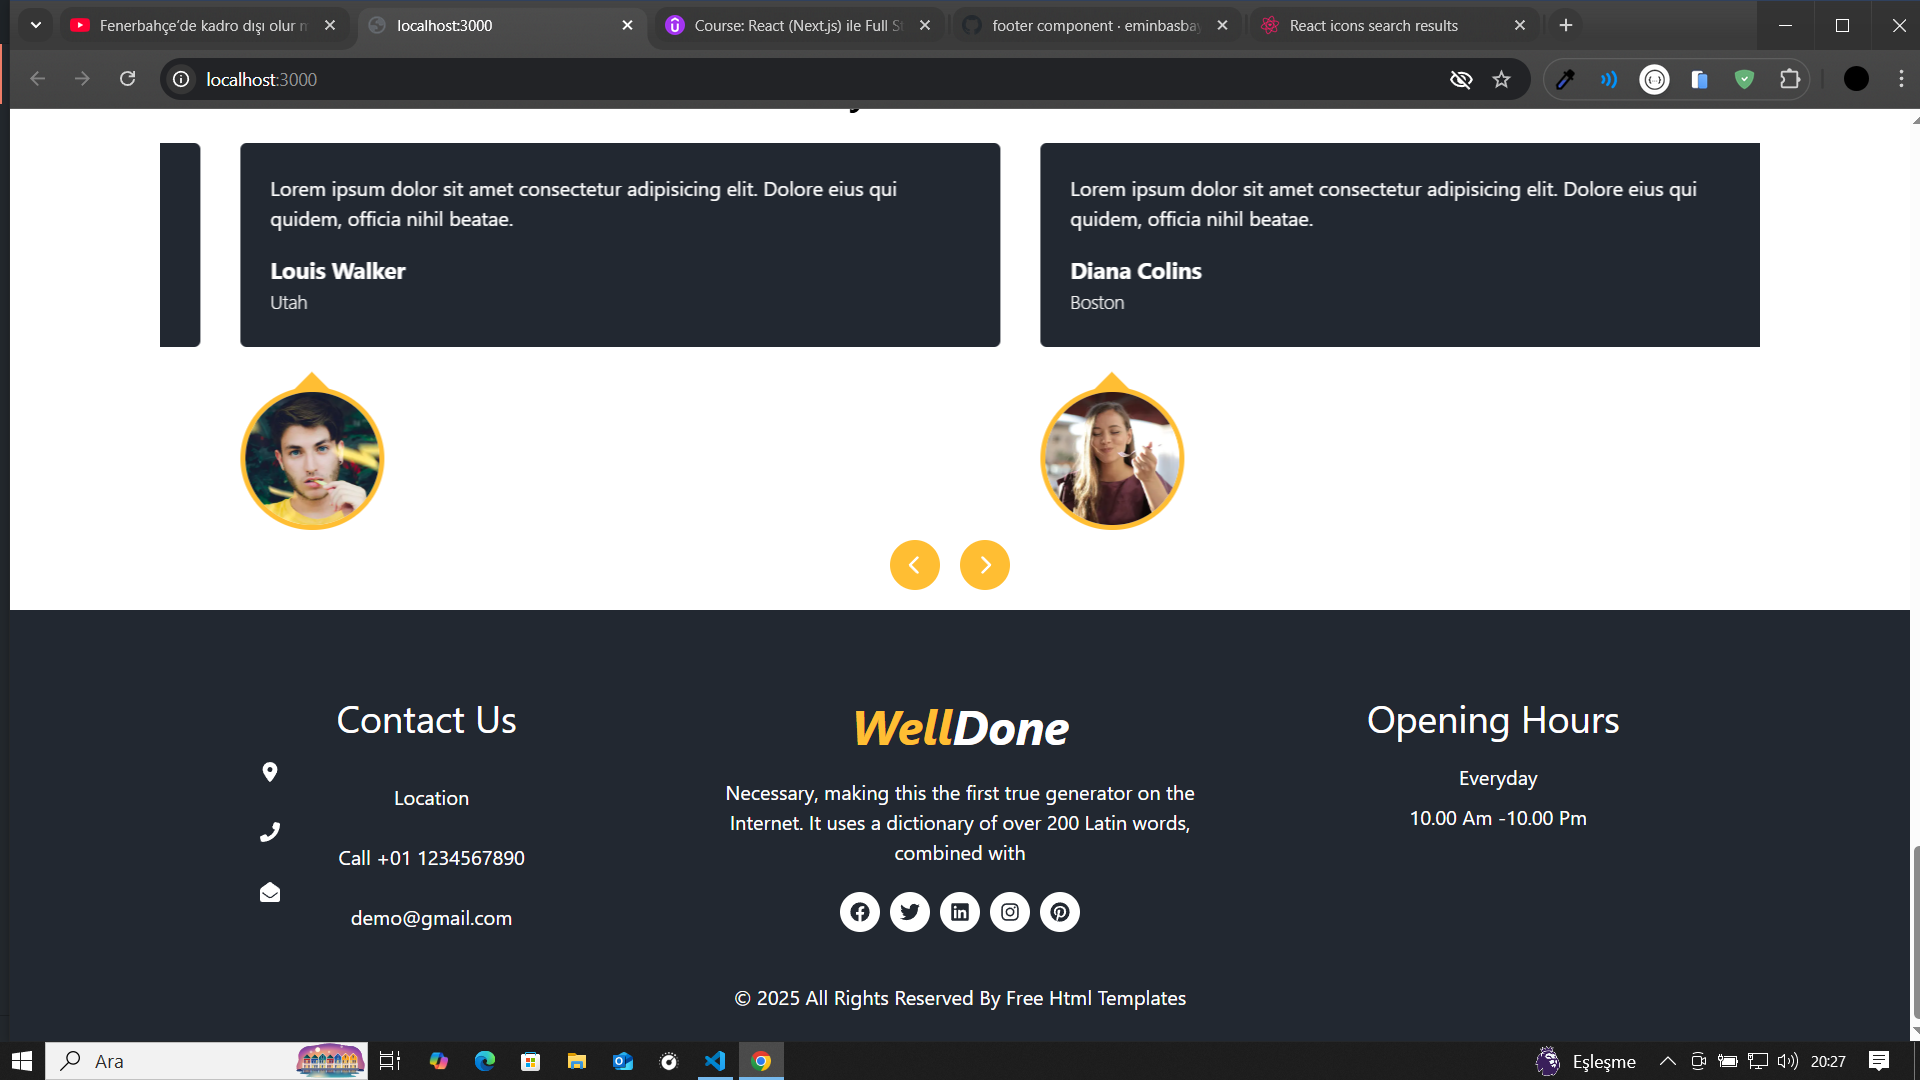 Fenerbahçe'de kadro dışı olur m
localhost:3000
Course: React (Next.js) ile Full St
footer component · eminbasbay
React icons search results
localhost:3000
Lorem ipsum dolor sit amet consectetur adipisicing elit. Dolore eius qui
quidem, officia nihil beatae.
Louis Walker
Utah
Lorem ipsum dolor sit amet consectetur adipisicing elit. Dolore eius qui
quidem, officia nihil beatae.
Diana Colins
Boston
Contact Us
Location
Call +01 1234567890
demo@gmail.com
WellDone
Necessary, making this the first true generator on the
Internet. It uses a dictionary of over 200 Latin words,
combined with
Opening Hours
Everyday
10.00 Am -10.00 Pm
© 2025 All Rights Reserved By Free Html Templates
Ara
Eşleşme
20:27